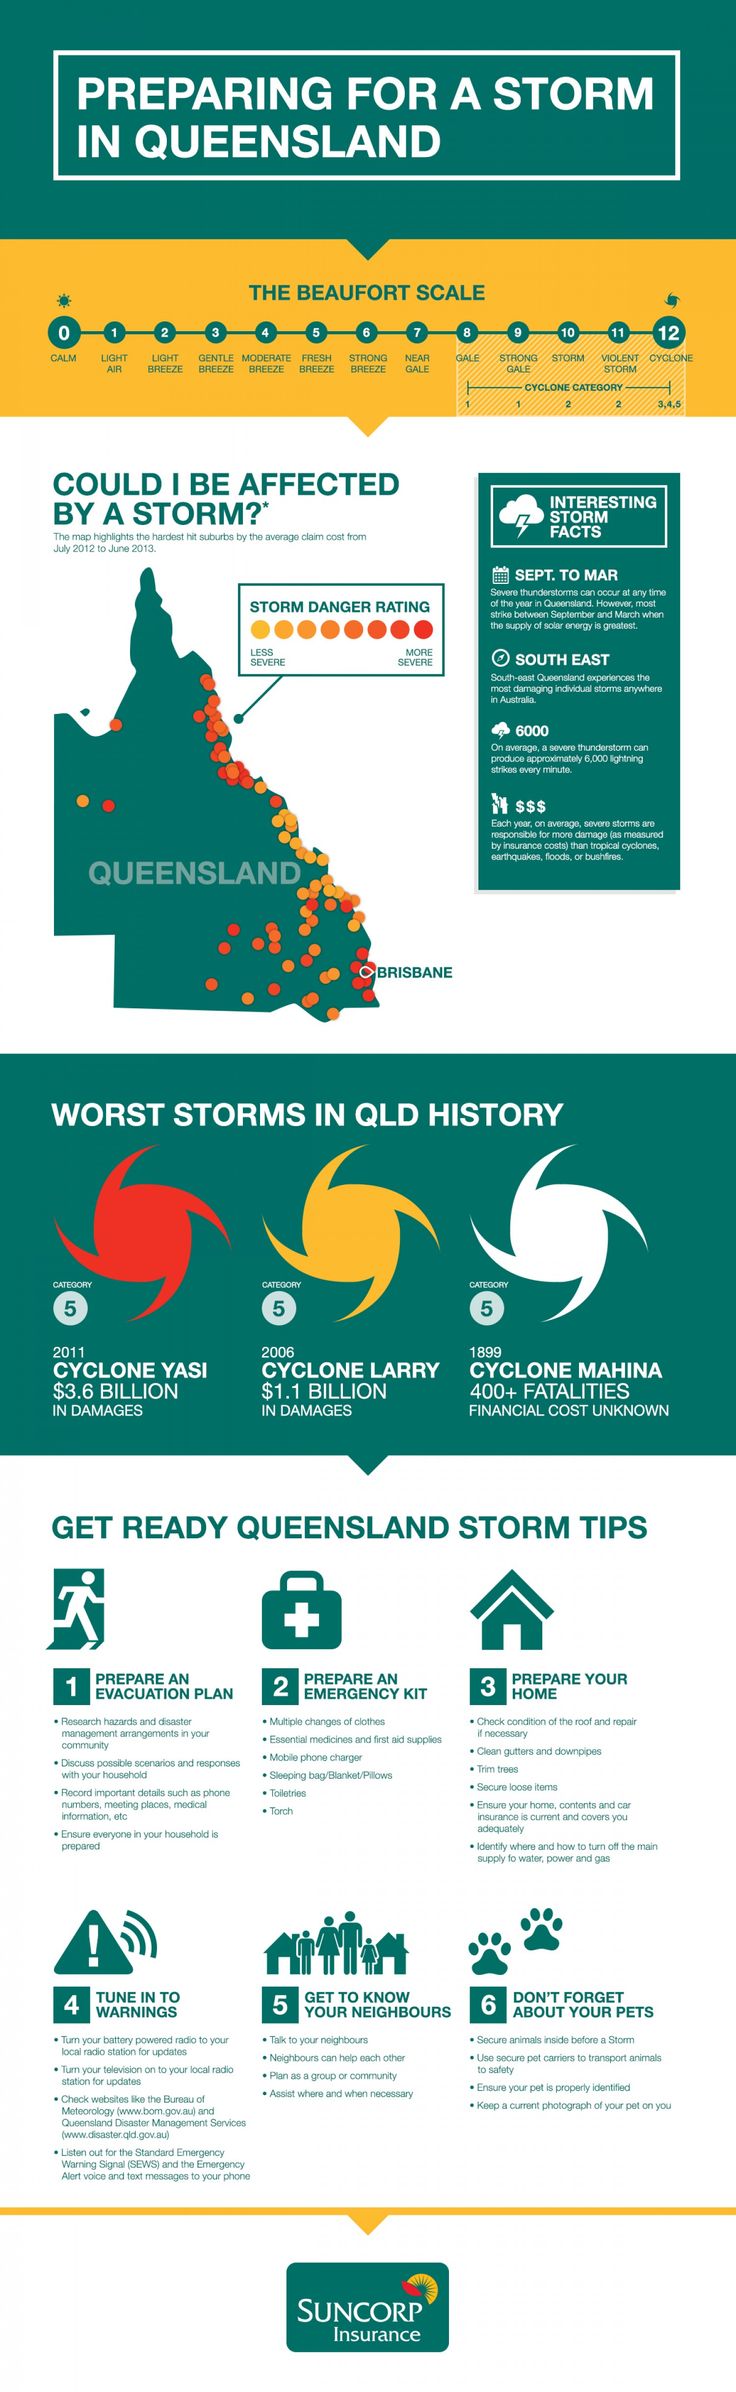 PREPARING FOR A STORM
IN QUEENSLAND
THE BEAUFORT SCALE
0 1 2 3 4 5 6 7 8 9 10 11 12
CALM
LIGHT
AIR
LIGHT
BREEZE
GENTLE
BREEZE
MODERATE
BREEZE
FRESH
BREEZE
STRONG
BREEZE
NEAR
GALE
GALE
STRONG
GALE
STORM
VIOLENT
STORM
CYCLONE
CYCLONE CATEGORY
1 1 2 2 3,4,5
COULD I BE AFFECTED
BY A STORM?*
The map highlights the hardest hit suburbs by the average claim cost from
July 2012 to June 2013.
STORM DANGER RATING
LESS
SEVERE
MORE
SEVERE
QUEENSLAND
BRISBANE
INTERESTING
STORM
FACTS
SEPT. TO MAR
Severe thunderstorms can occur at any time
of the year in Queensland. However, most
strike between September and March when
the supply of solar energy is greatest.
SOUTH EAST
South-east Queensland experiences the
most damaging individual storms anywhere
in Australia.
6000
On average, a severe thunderstorm can
produce approximately 6,000 lightning
strikes every minute.
$$$
Each year, on average, severe storms are
responsible for more damage (as measured
by insurance costs) than tropical cyclones,
earthquakes, floods, or bushfires.
WORST STORMS IN QLD HISTORY
CATEGORY
5
2011
CYCLONE YASI
$3.6 BILLION
IN DAMAGES
CATEGORY
5
2006
CYCLONE LARRY
$1.1 BILLION
IN DAMAGES
CATEGORY
5
1899
CYCLONE MAHINA
400+ FATALITIES
FINANCIAL COST UNKNOWN
GET READY QUEENSLAND STORM TIPS
1 PREPARE AN
EVACUATION PLAN
• Research hazards and disaster
management arrangements in your
community
• Discuss possible scenarios and responses
with your household
• Record important details such as phone
numbers, meeting places, medical
information, etc
• Ensure everyone in your household is
prepared
2 PREPARE AN
EMERGENCY KIT
• Multiple changes of clothes
• Essential medicines and first aid supplies
• Mobile phone charger
• Sleeping bag/Blanket/Pillows
• Toiletries
• Torch
3 PREPARE YOUR
HOME
• Check condition of the roof and repair
if necessary
• Clean gutters and downpipes
• Trim trees
• Secure loose items
• Ensure your home, contents and car
insurance is current and covers you
adequately
• Identify where and how to turn off the main
supply fo water, power and gas
4 TUNE IN TO
WARNINGS
• Turn your battery powered radio to your
local radio station for updates
• Turn your television on to your local radio
station for updates
• Check websites like the Bureau of
Meteorology (www.bom.gov.au) and
Queensland Disaster Management Services
(www.disaster.qld.gov.au)
• Listen out for the Standard Emergency
Warning Signal (SEWS) and the Emergency
Alert voice and text messages to your phone
5 GET TO KNOW
YOUR NEIGHBOURS
• Talk to your neighbours
• Neighbours can help each other
• Plan as a group or community
• Assist where and when necessary
6 DON'T FORGET
ABOUT YOUR PETS
• Secure animals inside before a Storm
• Use secure pet carriers to transport animals
to safety
• Ensure your pet is properly identified
• Keep a current photograph of your pet on you
SUNCORP
Insurance